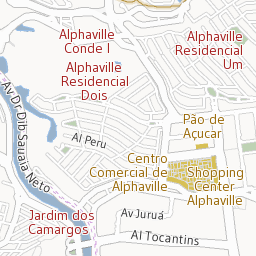 Alphaville
Conde I
Alphaville
Residencial
Um
Alphaville
Residencial
Dois
Av Dr Dib Sauaia Neto
Pão de
Açucar
Al Peru
Centro
Comercial de
Alphaville
Shopping
Center
Alphaville
Jardim dos
Camargos
Av Juruá
Al Tocantins